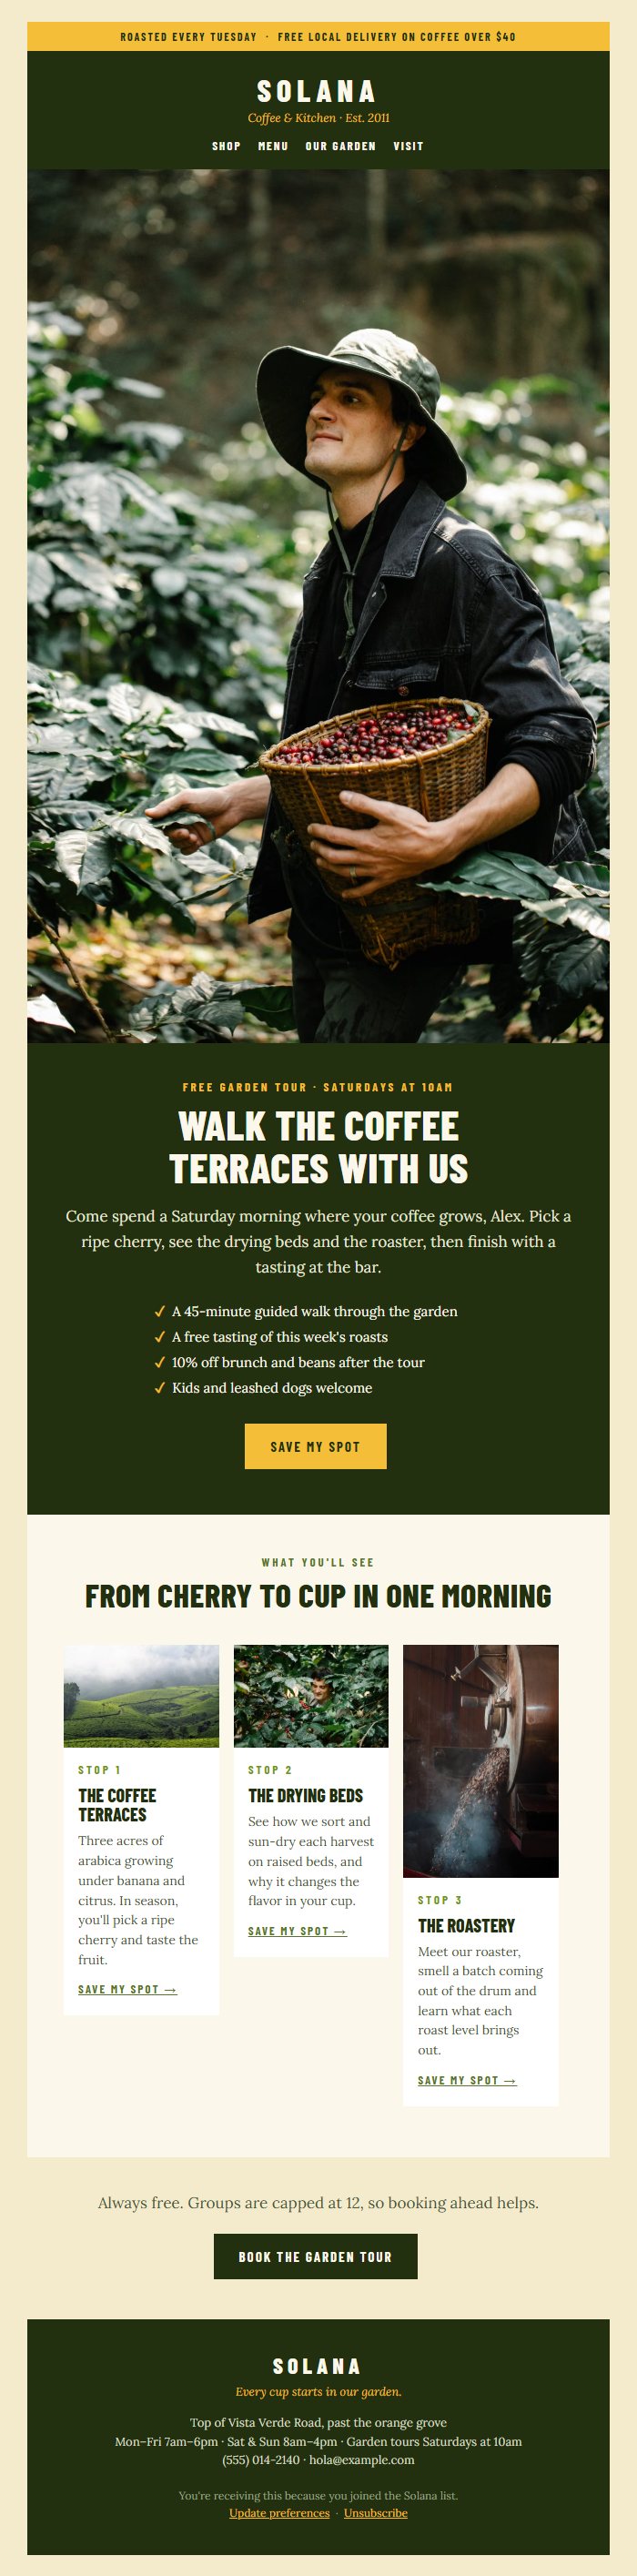 ROASTED EVERY TUESDAY · FREE LOCAL DELIVERY ON COFFEE OVER $40
SOLANA
Coffee & Kitchen · Est. 2011
SHOP MENU OUR GARDEN VISIT
FREE GARDEN TOUR · SATURDAYS AT 10AM
WALK THE COFFEE
TERRACES WITH US
Come spend a Saturday morning where your coffee grows, Alex. Pick a
ripe cherry, see the drying beds and the roaster, then finish with a
tasting at the bar.
✓ A 45-minute guided walk through the garden
✓ A free tasting of this week's roasts
✓ 10% off brunch and beans after the tour
✓ Kids and leashed dogs welcome
SAVE MY SPOT
WHAT YOU'LL SEE
FROM CHERRY TO CUP IN ONE MORNING
STOP 1
THE COFFEE
TERRACES
Three acres of
arabica growing
under banana and
citrus. In season,
you'll pick a ripe
cherry and taste the
fruit.
SAVE MY SPOT →
STOP 2
THE DRYING BEDS
See how we sort and
sun-dry each harvest
on raised beds, and
why it changes the
flavor in your cup.
SAVE MY SPOT →
STOP 3
THE ROASTERY
Meet our roaster,
smell a batch coming
out of the drum and
learn what each
roast level brings
out.
SAVE MY SPOT →
Always free. Groups are capped at 12, so booking ahead helps.
BOOK THE GARDEN TOUR
SOLANA
Every cup starts in our garden.
Top of Vista Verde Road, past the orange grove
Mon–Fri 7am–6pm · Sat & Sun 8am–4pm · Garden tours Saturdays at 10am
(555) 014-2140 · hola@example.com
You're receiving this because you joined the Solana list.
Update preferences · Unsubscribe